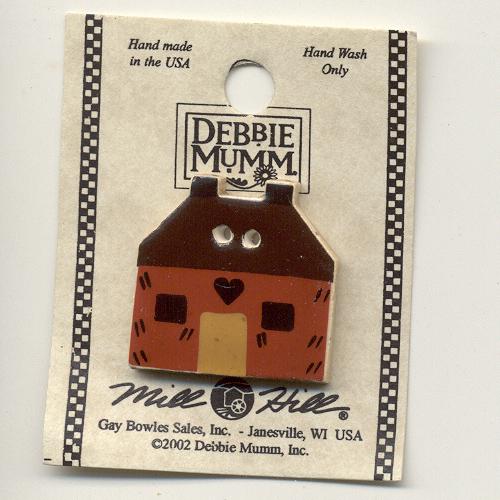 Hand made
in the USA
Hand Wash
Only
DEBBIE
MUMM.
Mill Hill®
Gay Bowles Sales, Inc. - Janesville, WI USA
©2002 Debbie Mumm, Inc.